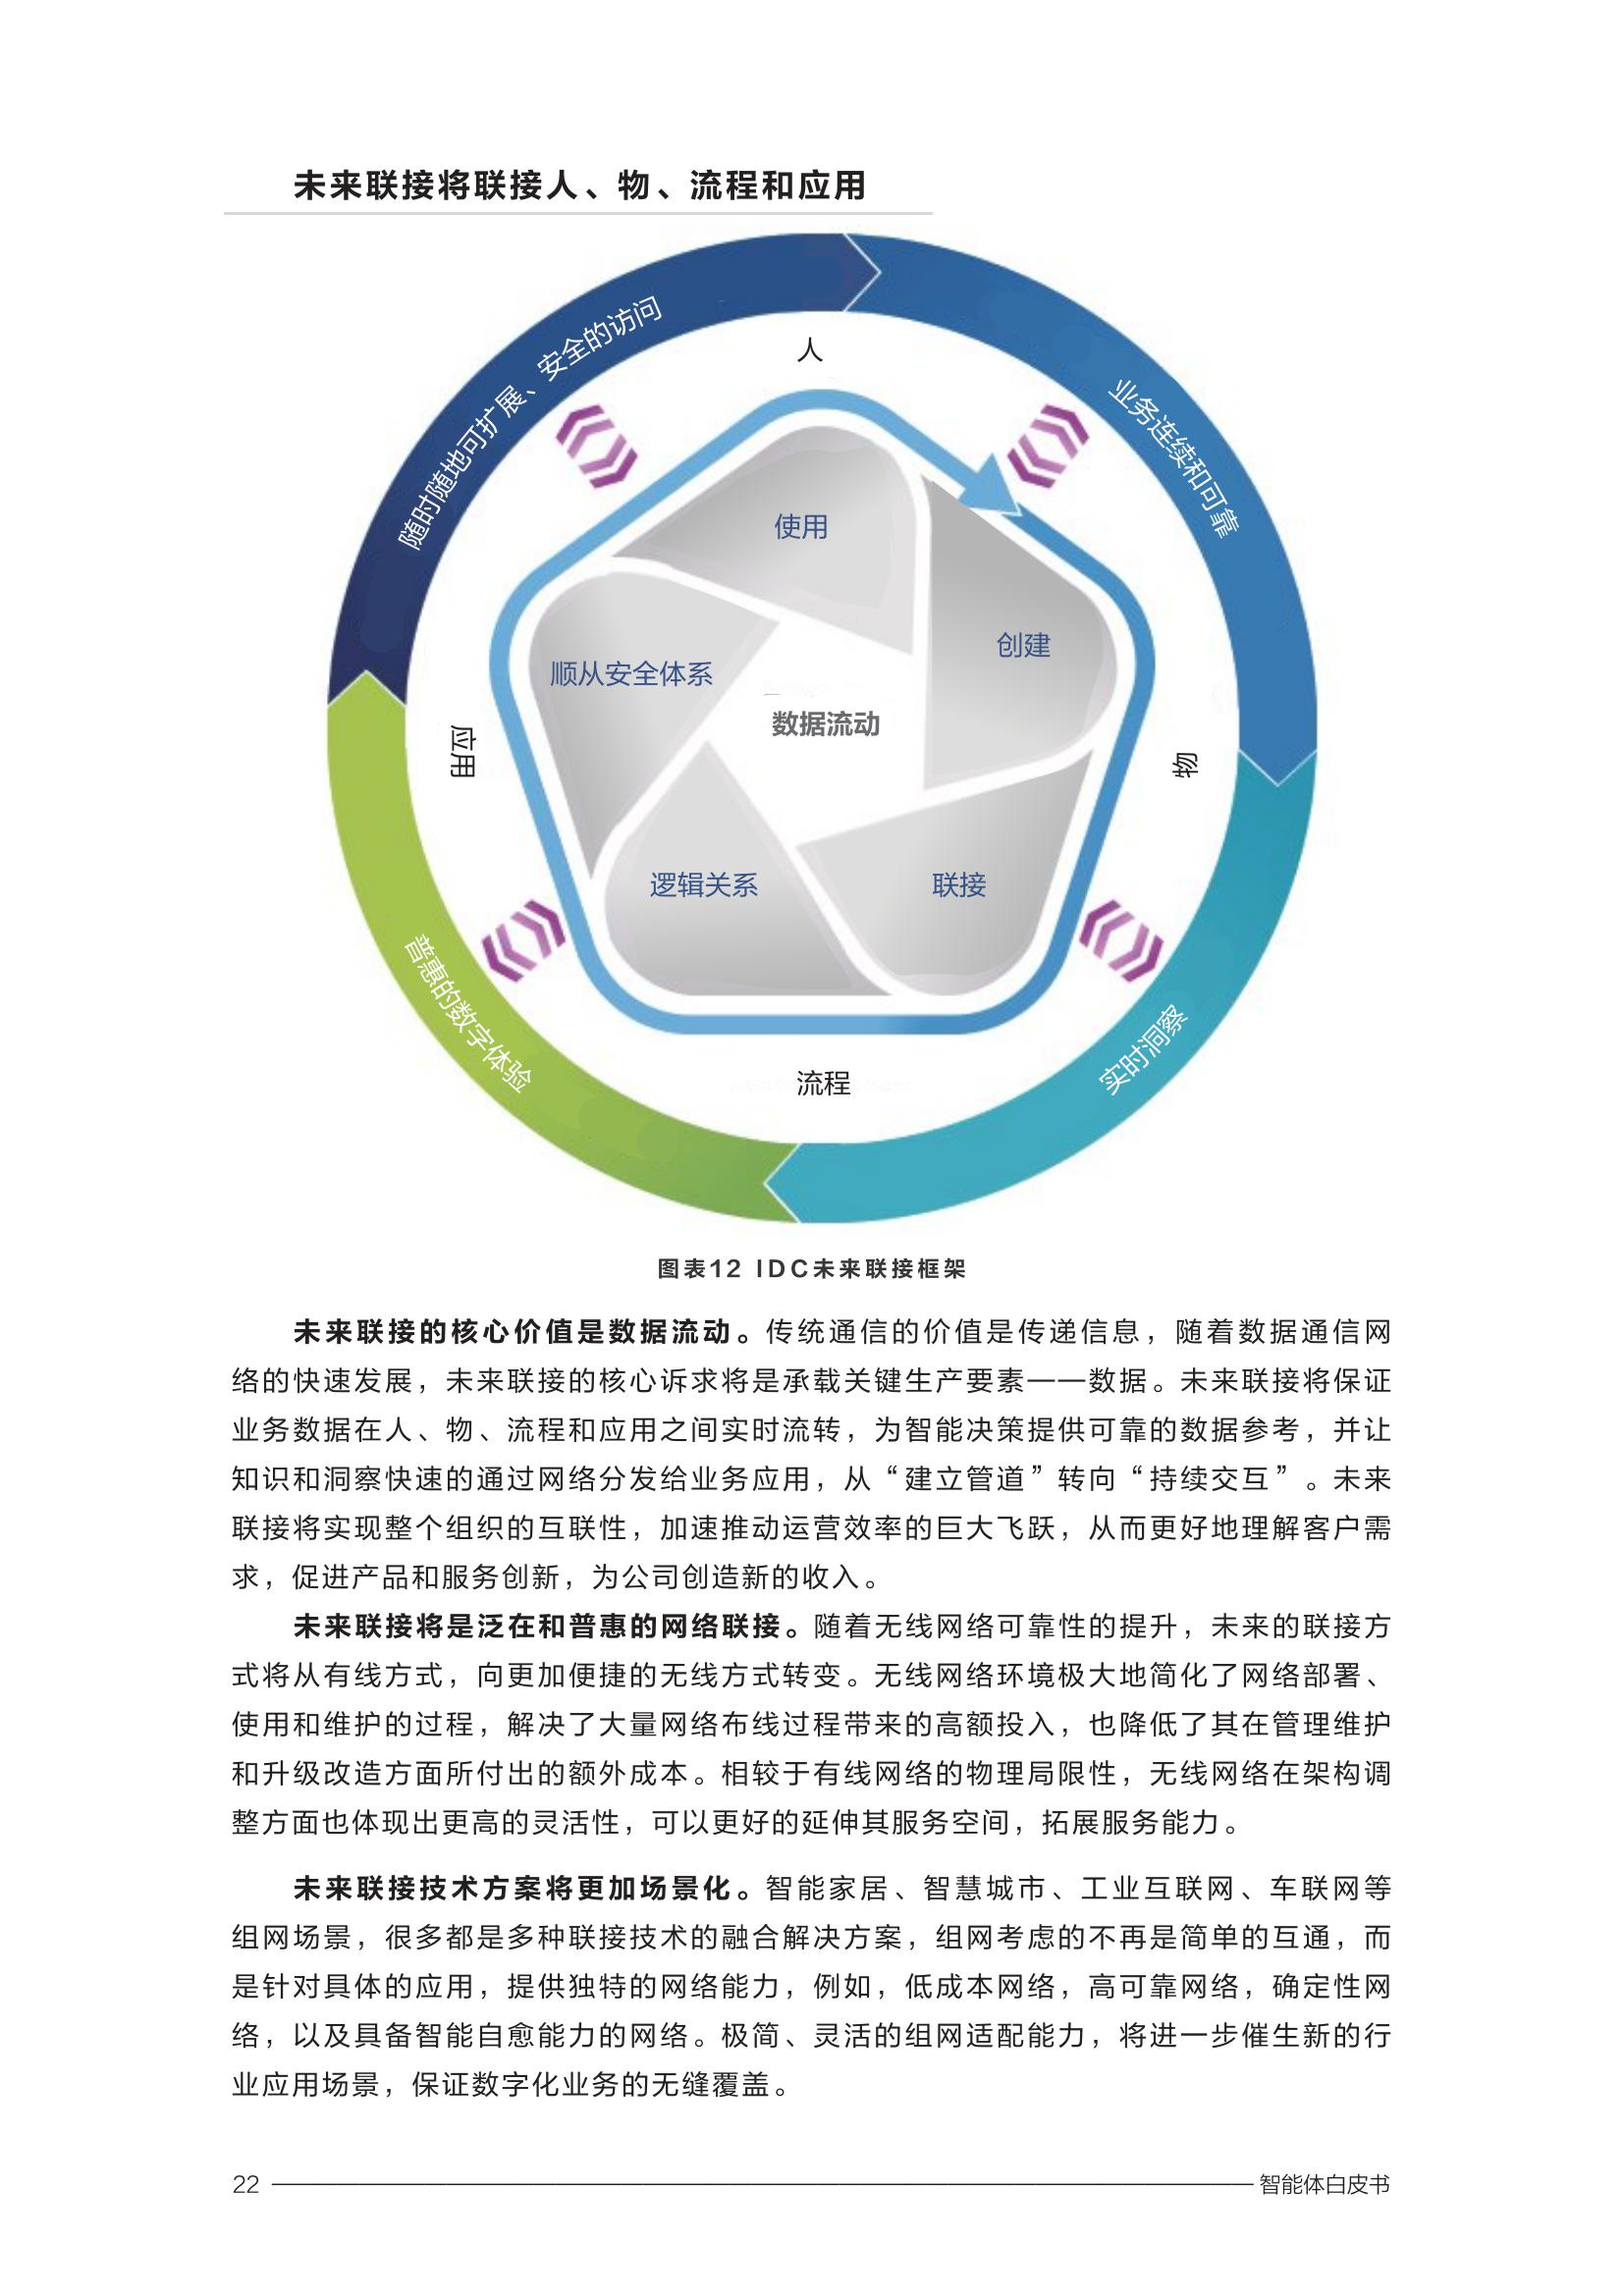 未来联接将联接人、物、流程和应用
随时随地可扩展、安全的访问
业务连续和可靠
人
使用
创建
顺从安全体系
数据流动
应用
物
逻辑关系
联接
普惠的数字体验
实时洞察
流程
图表12 IDC未来联接框架
未来联接的核心价值是数据流动。传统通信的价值是传递信息，随着数据通信网
络的快速发展，未来联接的核心诉求将是承载关键生产要素——数据。未来联接将保证
业务数据在人、物、流程和应用之间实时流转，为智能决策提供可靠的数据参考，并让
知识和洞察快速的通过网络分发给业务应用，从“建立管道”转向“持续交互”。未来
联接将实现整个组织的互联性，加速推动运营效率的巨大飞跃，从而更好地理解客户需
求，促进产品和服务创新，为公司创造新的收入。
未来联接将是泛在和普惠的网络联接。随着无线网络可靠性的提升，未来的联接方
式将从有线方式，向更加便捷的无线方式转变。无线网络环境极大地简化了网络部署、
使用和维护的过程，解决了大量网络布线过程带来的高额投入，也降低了其在管理维护
和升级改造方面所付出的额外成本。相较于有线网络的物理局限性，无线网络在架构调
整方面也体现出更高的灵活性，可以更好的延伸其服务空间，拓展服务能力。
未来联接技术方案将更加场景化。智能家居、智慧城市、工业互联网、车联网等
组网场景，很多都是多种联接技术的融合解决方案，组网考虑的不再是简单的互通，而
是针对具体的应用，提供独特的网络能力，例如，低成本网络，高可靠网络，确定性网
络，以及具备智能自愈能力的网络。极简、灵活的组网适配能力，将进一步催生新的行
业应用场景，保证数字化业务的无缝覆盖。
22
智能体白皮书